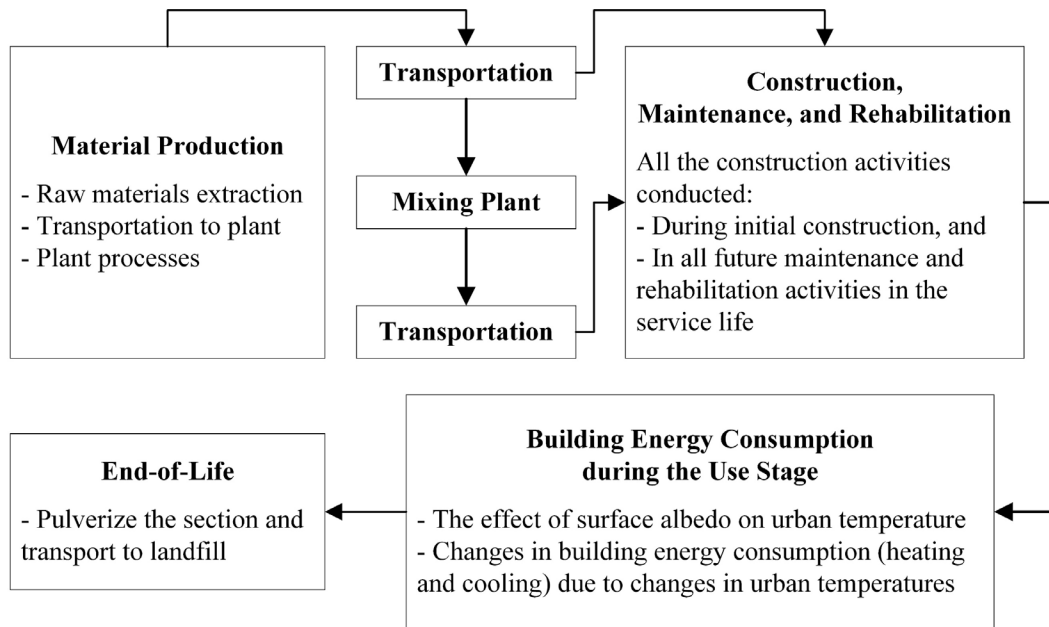 Material Production
- Raw materials extraction
- Transportation to plant
- Plant processes
Transportation
Mixing Plant
Transportation
Construction,
Maintenance, and Rehabilitation
All the construction activities
conducted:
- During initial construction, and
- In all future maintenance and
rehabilitation activities in the
service life
Building Energy Consumption
during the Use Stage
- The effect of surface albedo on urban temperature
- Changes in building energy consumption (heating
and cooling) due to changes in urban temperatures
End-of-Life
- Pulverize the section and
transport to landfill